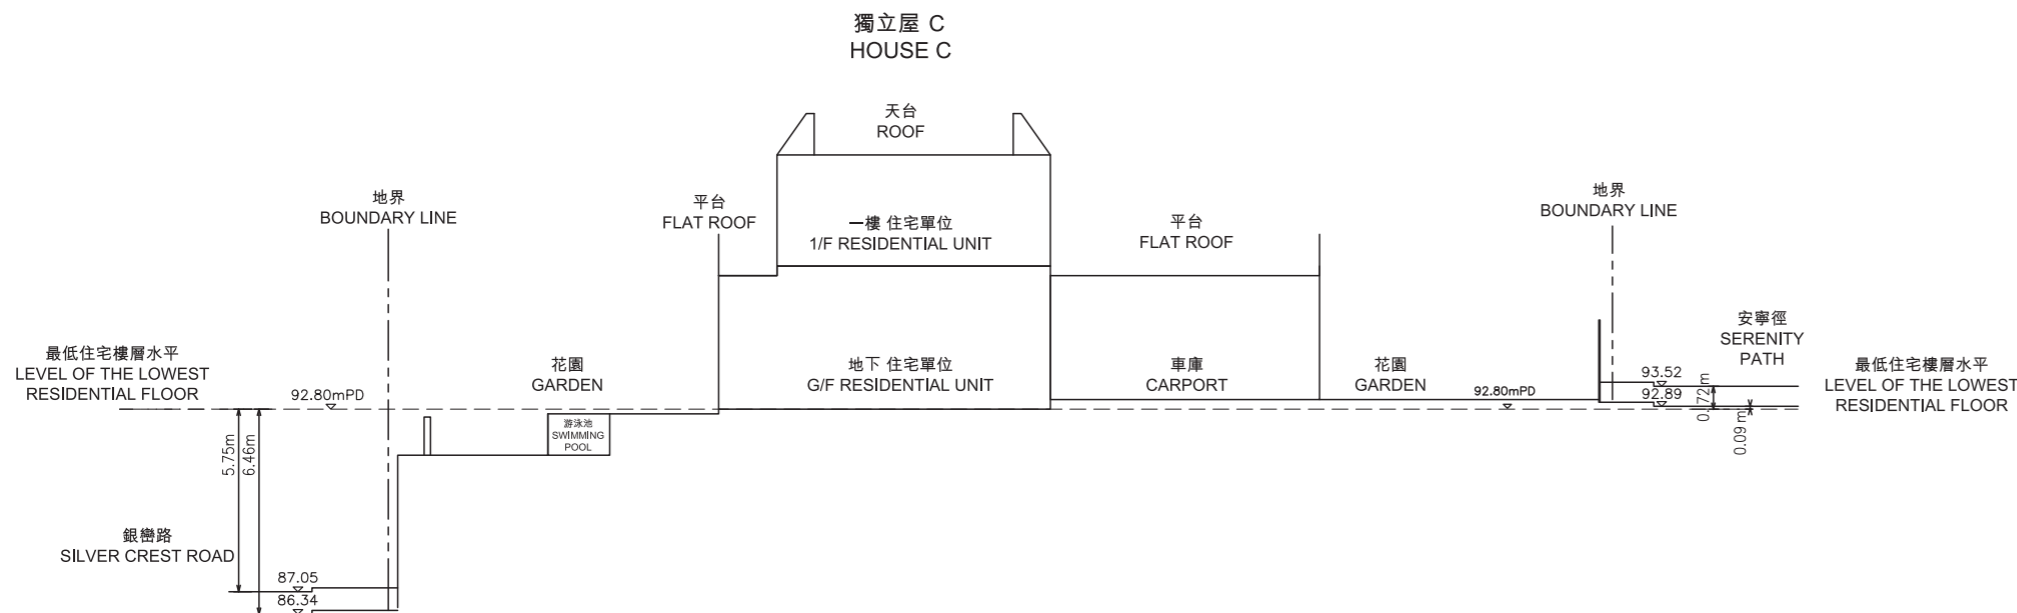 獨立屋 C
HOUSE C
天台
ROOF
地界
BOUNDARY LINE
平台
FLAT ROOF
一樓 住宅單位
1/F RESIDENTIAL UNIT
平台
FLAT ROOF
地界
BOUNDARY LINE
最低住宅樓層水平
LEVEL OF THE LOWEST
RESIDENTIAL FLOOR
92.80mPD
花園
GARDEN
地下 住宅單位
G/F RESIDENTIAL UNIT
車庫
CARPORT
花園
GARDEN
92.80mPD
安寧徑
SERENITY
PATH
93.52
92.89
0.72 m
0.09 m
最低住宅樓層水平
LEVEL OF THE LOWEST
RESIDENTIAL FLOOR
游泳池
SWIMMING
POOL
5.75m
6.46m
銀巒路
SILVER CREST ROAD
87.05
86.34